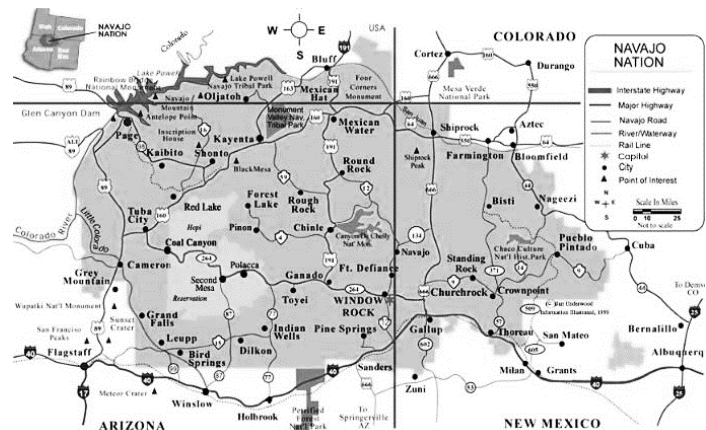 NAVAJO
NATION
Utah
Colorado
Arizona
Colorado
W
E
S
USA
COLORADO
Cortez
Durango
Mesa Verde
National Park
Bluff
Lake Powell
Rainbow Bridge
National Monument
Lake Powell
Navajo Tribal Park
Navajo
Mountain
Oljatoh
Mexican
Hat
Four
Corners
Monument
Glen Canyon Dam
Antelope Point
Monument
Valley Nav.
Tribal Park
Page
Inscription
House
Kayenta
Mexican
Water
Shiprock
Aztec
Farmington
Bloomfield
Kaibito
Shonto
BlackMesa
Round
Rock
Shiprock
Peak
Forest
Lake
Rough
Rock
Bisti
Nageezi
Tuba
City
Red Lake
Hopi
Pinon
Chinle
Canyon De Chelly
Nat'l Mon.
Colorado River
Little Colorado
Coal Canyon
Chaco Culture
Nat'l Hist. Park
Pueblo
Pintado
Cuba
Cameron
Polacca
Ganado
Ft. Defiance
Navajo
Standing
Rock
Grey
Mountain
Second
Mesa
Toyei
WINDOW
ROCK
Churchrock
Crownpoint
Wupatki Nat'l Monument
Reservation
Sunset
Crater
Grand
Falls
Indian
Wells
Pine Springs
Gallup
Thoreau
San Mateo
Bernalillo
To Denver
CO
San Francisco
Peaks
Leupp
Bird
Springs
Dilkon
Flagstaff
Sanders
Zuni
Milan
Grants
Albuquerque
Meteor Crater
Winslow
Holbrook
Petrified
Forest
Nat'l Park
To
Springerville
AZ
ARIZONA
NEW MEXICO
NAVAJO
NATION
Interstate Highway
Major Highway
Navajo Road
River/Waterway
Rail Line
Capitol
City
Point of Interest
Scale In Miles
0
10
25
Not to scale